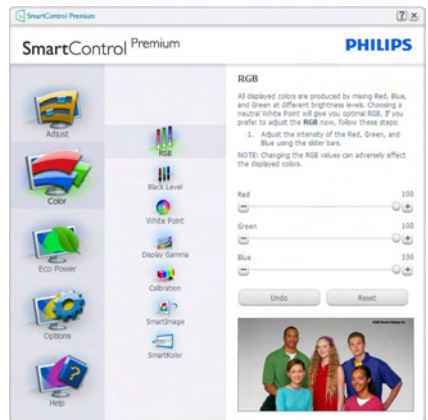 SmartControl Premium
SmartControl Premium
PHILIPS
Adjust
Color
Eco Power
Options
Help
RGB
Black Level
White Point
Display Gamma
Calibration
SmartImage
SmartKolor
RGB
All displayed colors are produced by mixing Red, Blue,
and Green at different brightness levels. Choosing a
neutral White Point will give you optimal RGB. If you
prefer to adjust the RGB now, follow these steps:
1. Adjust the intensity of the Red, Green, and
Blue using the slider bars.
NOTE: Changing the RGB values can adversely effect
the displayed colors.
Red 100
Green 100
Blue 100
Undo Reset